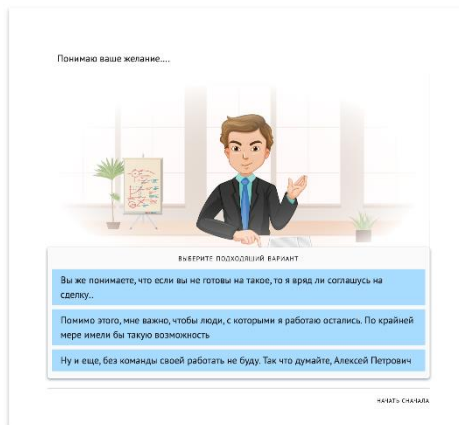 Понимаю ваше желание....
ВЫБЕРИТЕ ПОДХОДЯЩИЙ ВАРИАНТ
Вы же понимаете, что если вы не готовы на такое, то я вряд ли соглашусь на
сделку..
Помимо этого, мне важно, чтобы люди, с которыми я работаю остались. По крайней
мере имели бы такую возможность
Ну и еще, без команды своей работать не буду. Так что думайте, Алексей Петрович
НАЧАТЬ СНАЧАЛА